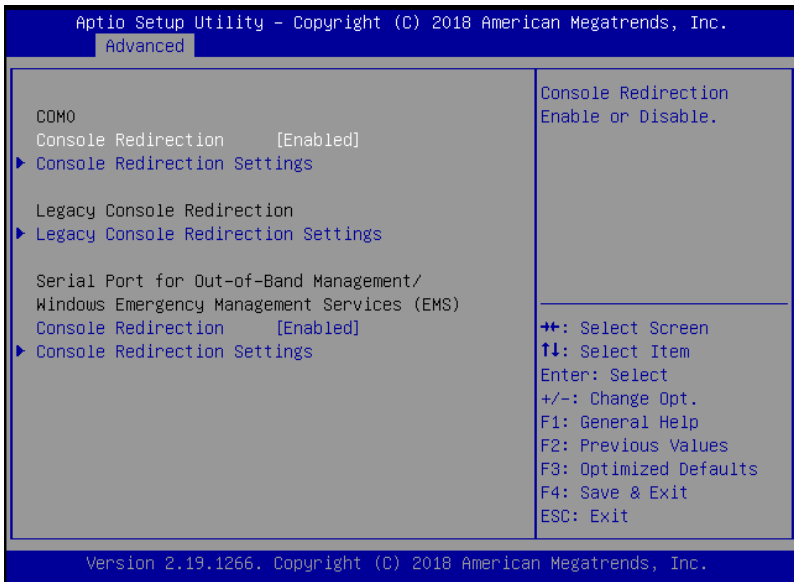 Aptio Setup Utility – Copyright (C) 2018 American Megatrends, Inc.
Advanced
COM0
Console Redirection [Enabled]
Console Redirection Settings
Legacy Console Redirection
Legacy Console Redirection Settings
Serial Port for Out-of-Band Management/
Windows Emergency Management Services (EMS)
Console Redirection [Enabled]
Console Redirection Settings
Console Redirection
Enable or Disable.
→←: Select Screen
↑↓: Select Item
Enter: Select
+/-: Change Opt.
F1: General Help
F2: Previous Values
F3: Optimized Defaults
F4: Save & Exit
ESC: Exit
Version 2.19.1266. Copyright (C) 2018 American Megatrends, Inc.